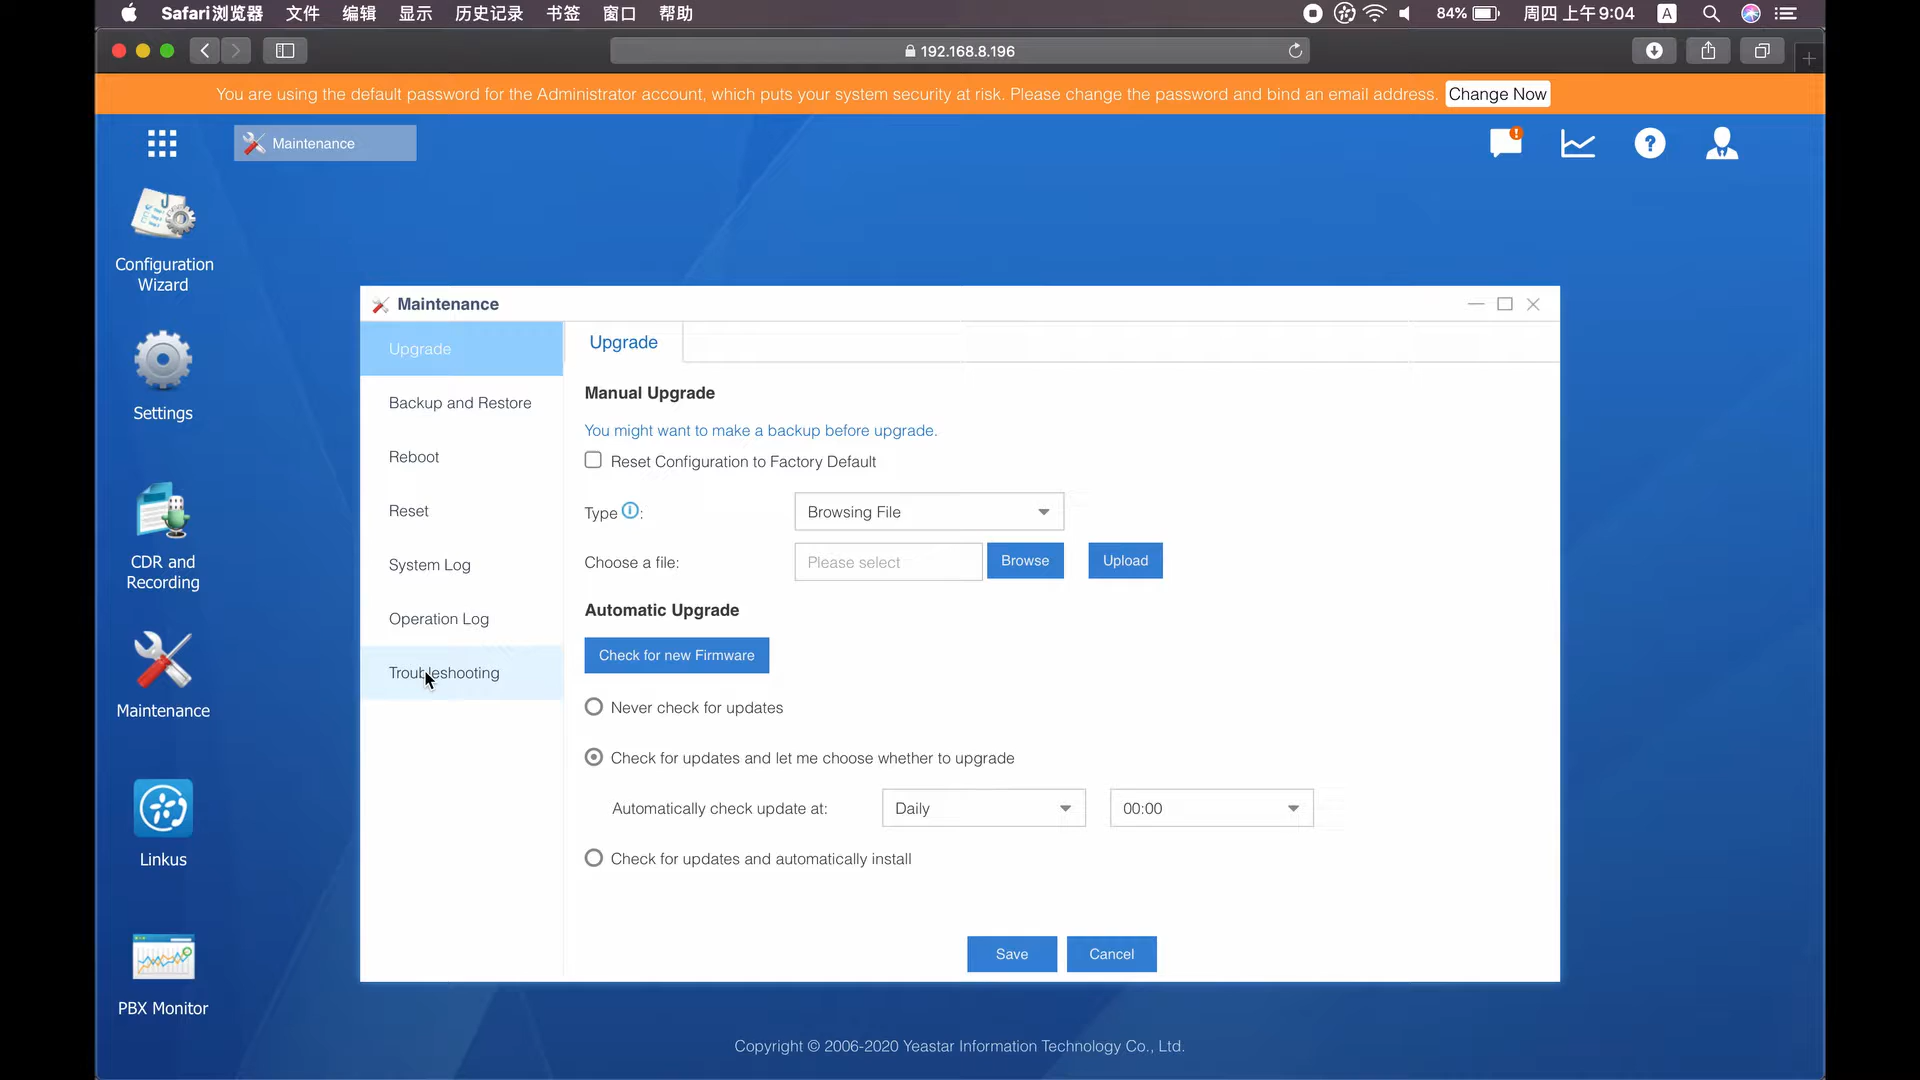 Safari浏览器 文件 编辑 显示 历史记录 书签 窗口 帮助 84% 周四 上午9:04 A
192.168.8.196
You are using the default password for the Administrator account, which puts your system security at risk. Please change the password and bind an email address. Change Now
Maintenance
Configuration
Wizard
Settings
CDR and
Recording
Maintenance
Linkus
PBX Monitor
Maintenance
Upgrade
Backup and Restore
Reboot
Reset
System Log
Operation Log
Troubleshooting
Upgrade
Manual Upgrade
You might want to make a backup before upgrade.
Reset Configuration to Factory Default
Type : Browsing File
Choose a file: Please select Browse Upload
Automatic Upgrade
Check for new Firmware
Never check for updates
Check for updates and let me choose whether to upgrade
Automatically check update at: Daily 00:00
Check for updates and automatically install
Save Cancel
Copyright © 2006-2020 Yeastar Information Technology Co., Ltd.